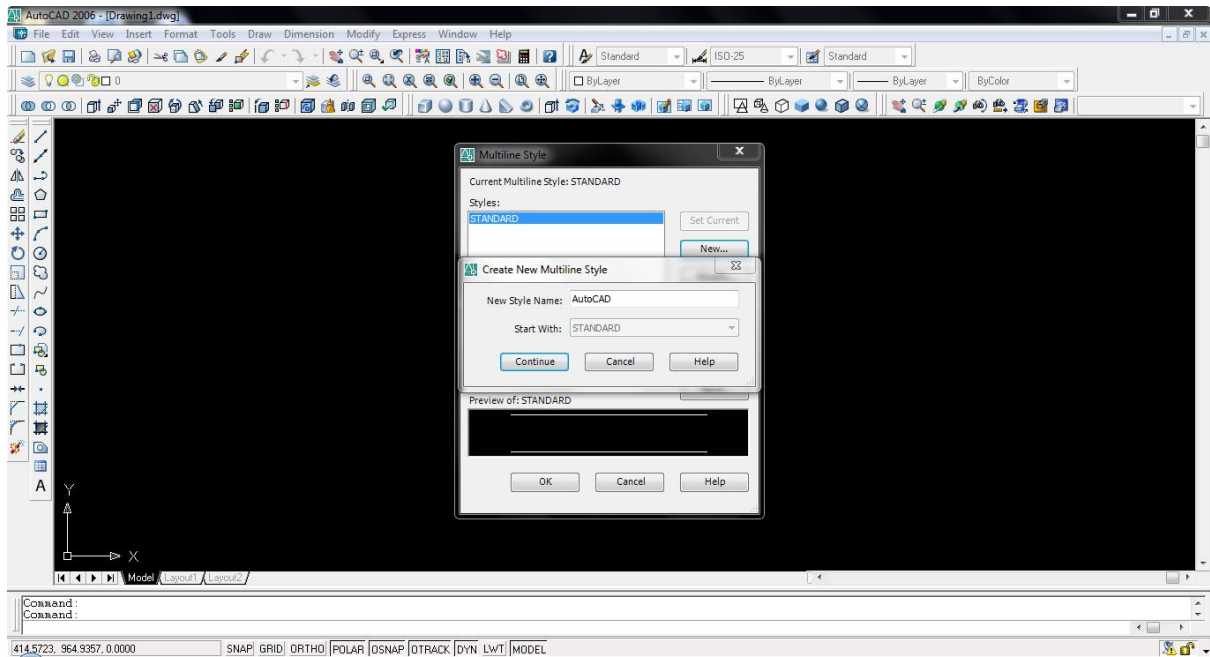 AutoCAD 2006 - [Drawing1.dwg]
File Edit View Insert Format Tools Draw Dimension Modify Express Window Help
Standard ISO-25 Standard
0 ByLayer ByLayer ByLayer ByColor
Multiline Style
Current Multiline Style: STANDARD
Styles:
STANDARD
Set Current
New...
Create New Multiline Style
New Style Name: AutoCAD
Start With: STANDARD
Continue Cancel Help
Preview of: STANDARD
OK Cancel Help
A
Y
X
Model Layout1 Layout2
Command:
Command:
414.5723, 964.9357, 0.0000 SNAP GRID ORTHO POLAR OSNAP OTRACK DYN LWT MODEL